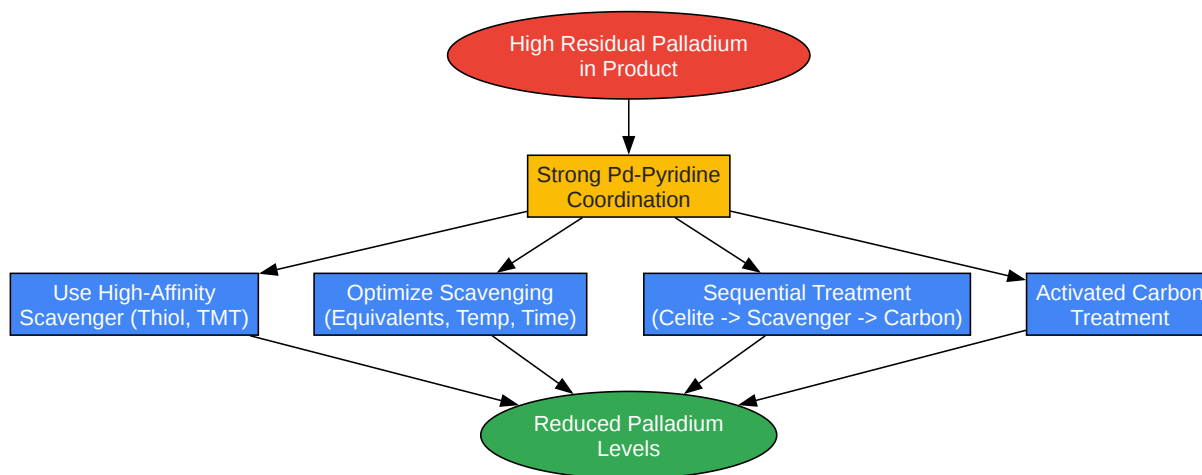 High Residual Palladium
in Product
Strong Pd-Pyridine
Coordination
Use High-Affinity
Scavenger (Thiol, TMT)
Optimize Scavenging
(Equivalents, Temp, Time)
Sequential Treatment
(Celite -> Scavenger -> Carbon)
Activated Carbon
Treatment
Reduced Palladium
Levels